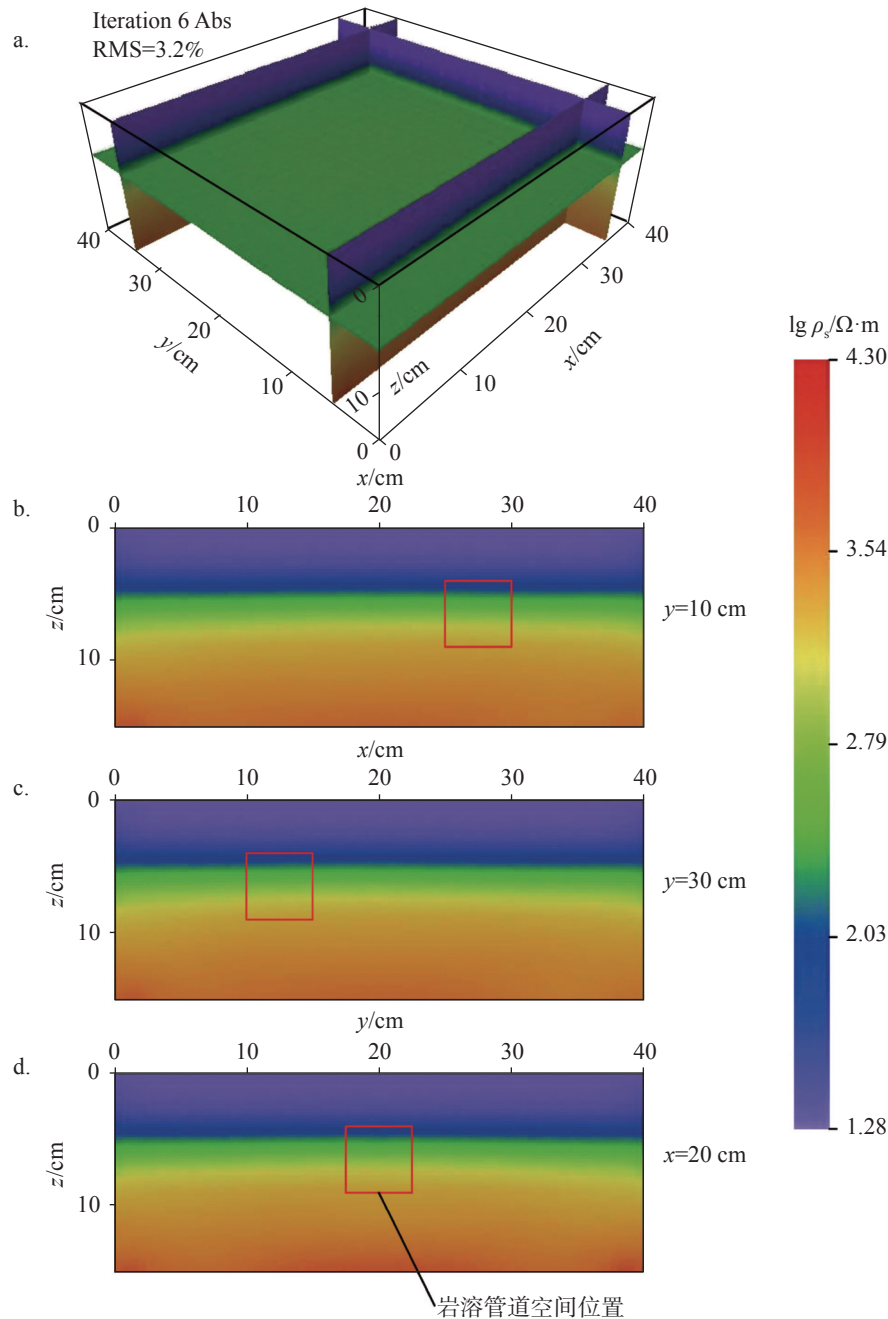 a.
Iteration 6 Abs
RMS=3.2%
0
40
30
20
10
0
y/cm
0
10
z/cm
0
10
20
30
40
x/cm
lg ρs/Ω·m
4.30
3.54
2.79
2.03
1.28
b.
x/cm
0 10 20 30 40
0
10
z/cm
y=10 cm
c.
x/cm
0 10 20 30 40
0
10
z/cm
y=30 cm
d.
y/cm
0 10 20 30 40
0
10
z/cm
x=20 cm
岩溶管道空间位置